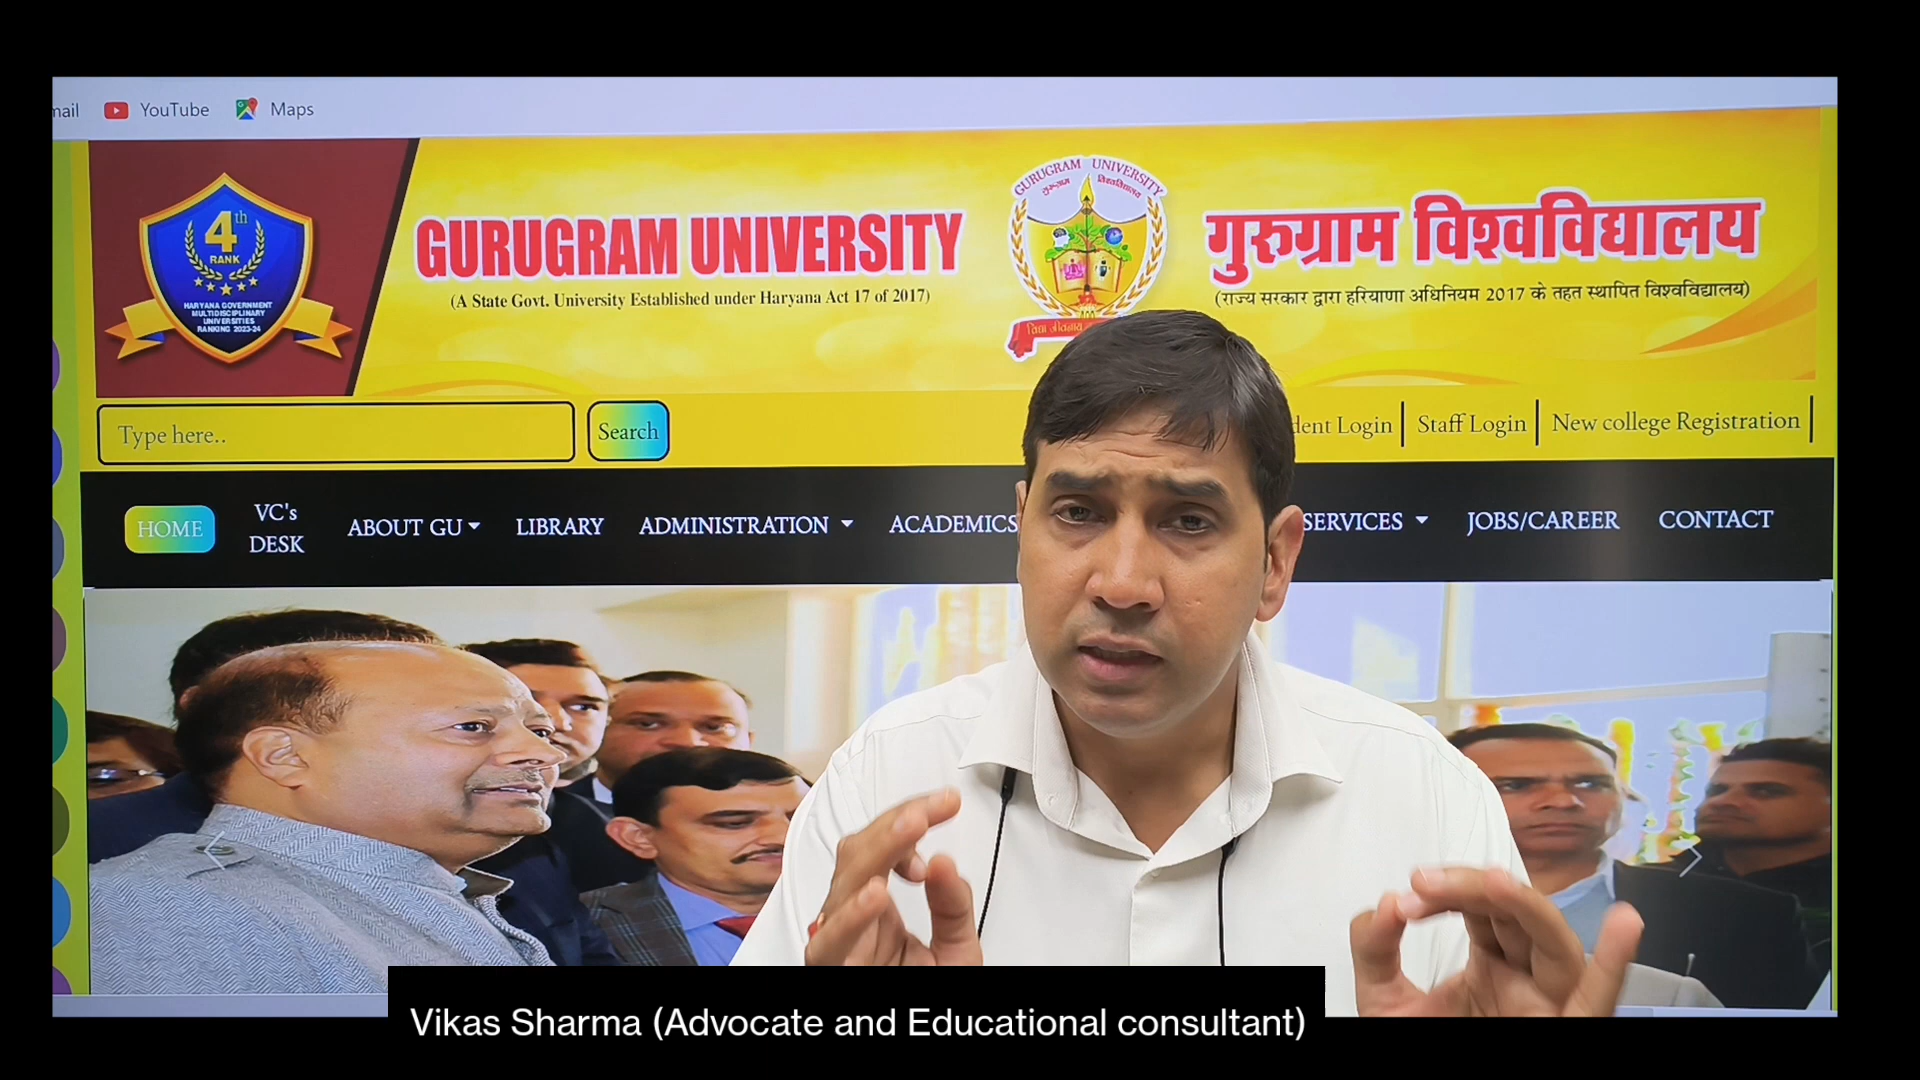 YouTube
Maps
4th
RANK
HARYANA GOVERNMENT
MULTIDISCIPLINARY
UNIVERSITIES
RANKING 2023-24
GURUGRAM UNIVERSITY
(A State Govt. University Established under Haryana Act 17 of 2017)
GURUGRAM UNIVERSITY
गुरुग्राम विश्वविद्यालय
गुरुग्राम विश्वविद्यालय
(राज्य सरकार द्वारा हरियाणा अधिनियम 2017 के तहत स्थापित विश्वविद्यालय)
Type here..
Search
Login
Staff Login
New college Registration
HOME
VC's
DESK
ABOUT GU
LIBRARY
ADMINISTRATION
ACADEMICS
SERVICES
JOBS/CAREER
CONTACT
Vikas Sharma (Advocate and Educational consultant)